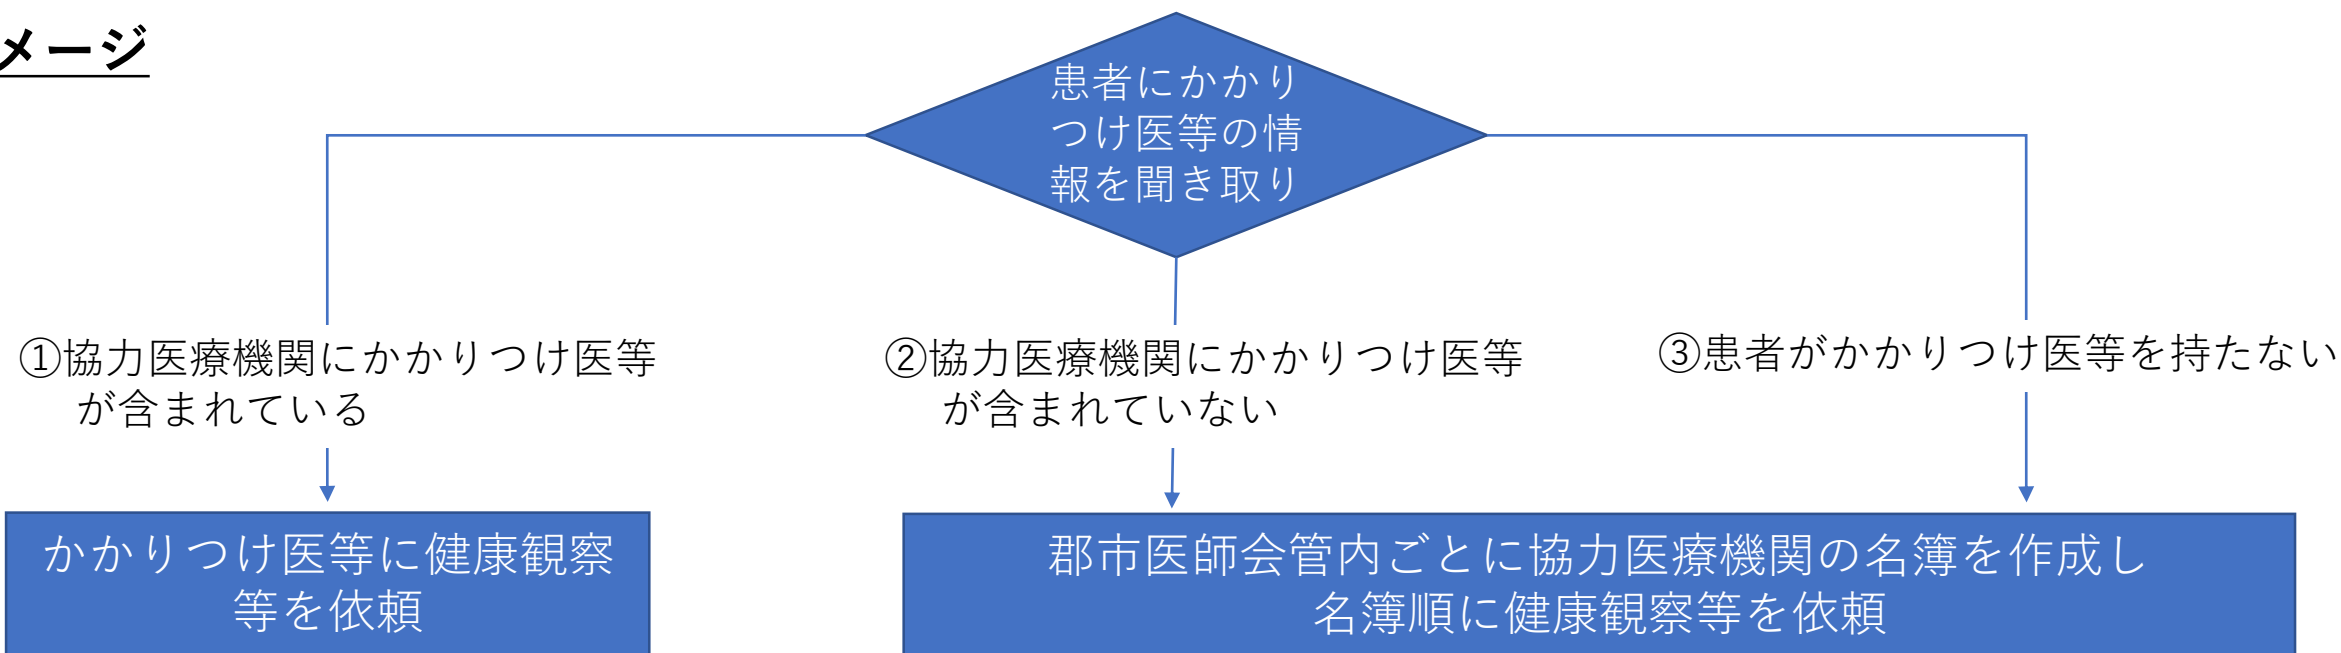 メージ
患者にかかり
つけ医等の情
報を聞き取り
①協力医療機関にかかりつけ医等
が含まれている
②協力医療機関にかかりつけ医等
が含まれていない
③患者がかかりつけ医等を持たない
かかりつけ医等に健康観察
等を依頼
郡市医師会管内ごとに協力医療機関の名簿を作成し
名簿順に健康観察等を依頼